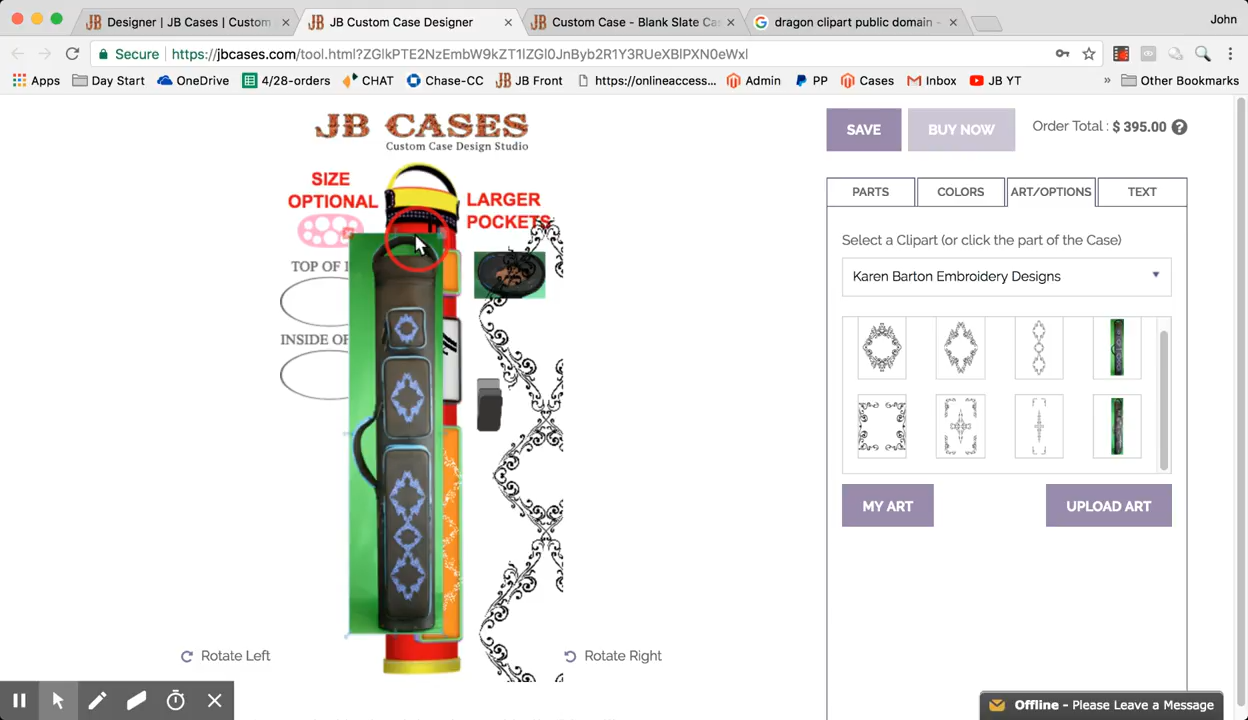 Designer | JB Cases | Custom
JB Custom Case Designer
Custom Case - Blank Slate Ca
dragon clipart public domain -
John
Secure
https://jbcases.com/tool.html?ZGlkPTE2NzEmbW9kZT1lZGl0JnByb2R1Y3RUeXBlPXN0eWxl
Apps
Day Start
OneDrive
4/28-orders
CHAT
Chase-CC
JB Front
https://onlineaccess...
Admin
PP
Cases
Inbox
JB YT
»
Other Bookmarks
JB CASES
Custom Case Design Studio
SIZE
OPTIONAL
LARGER
POCKETS
TOP OF
INSIDE OF
Rotate Left
Rotate Right
SAVE
BUY NOW
Order Total : $ 395.00
PARTS
COLORS
ART/OPTIONS
TEXT
Select a Clipart (or click the part of the Case)
Karen Barton Embroidery Designs
MY ART
UPLOAD ART
Offline - Please Leave a Message